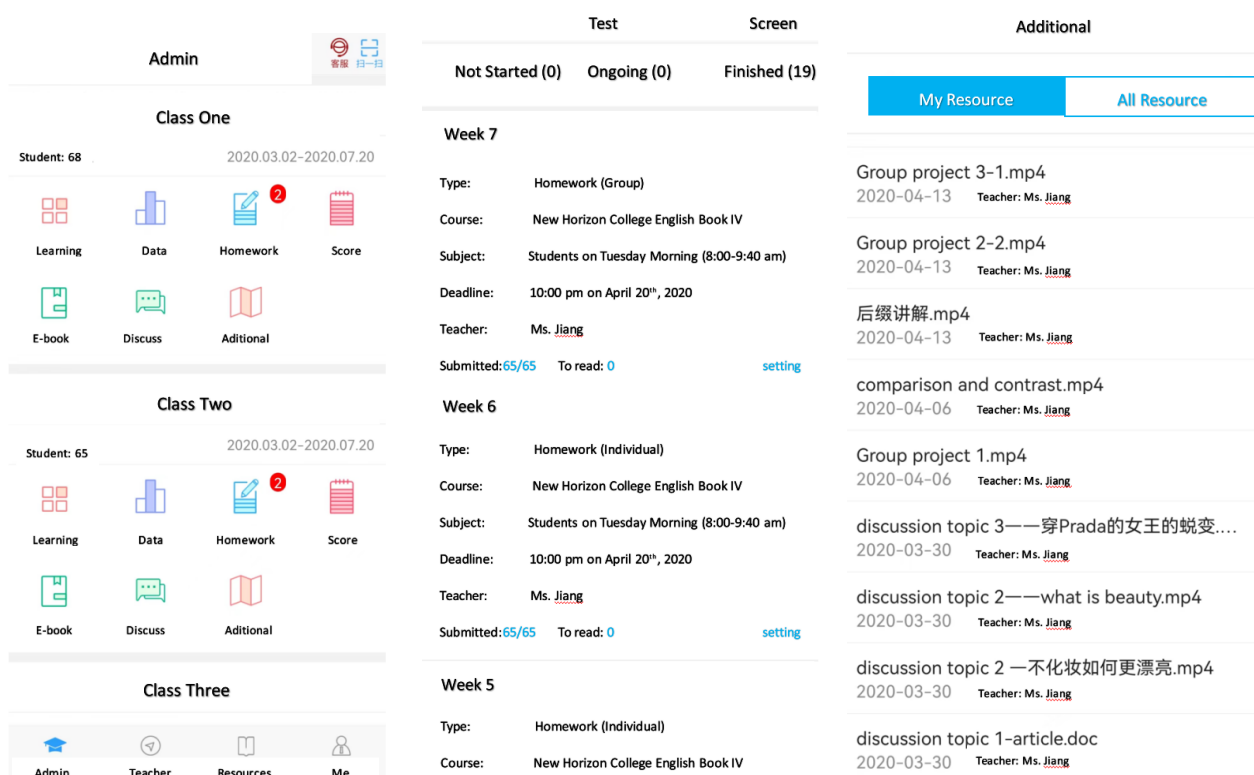 Admin
客服 扫一扫
Class One
Student: 68 2020.03.02-2020.07.20
2
Learning Data Homework Score
E-book Discuss Aditional
Class Two
Student: 65 2020.03.02-2020.07.20
2
Learning Data Homework Score
E-book Discuss Aditional
Class Three
Admin Teacher Resources Me
Test Screen
Not Started (0) Ongoing (0) Finished (19)
Week 7
Type: Homework (Group)
Course: New Horizon College English Book IV
Subject: Students on Tuesday Morning (8:00-9:40 am)
Deadline: 10:00 pm on April 20th, 2020
Teacher: Ms. Jiang
Submitted:65/65 To read: 0 setting
Week 6
Type: Homework (Individual)
Course: New Horizon College English Book IV
Subject: Students on Tuesday Morning (8:00-9:40 am)
Deadline: 10:00 pm on April 20th, 2020
Teacher: Ms. Jiang
Submitted:65/65 To read: 0 setting
Week 5
Type: Homework (Individual)
Course: New Horizon College English Book IV
Additional
My Resource All Resource
Group project 3-1.mp4
2020-04-13 Teacher: Ms. Jiang
Group project 2-2.mp4
2020-04-13 Teacher: Ms. Jiang
后缀讲解.mp4
2020-04-13 Teacher: Ms. Jiang
comparison and contrast.mp4
2020-04-06 Teacher: Ms. Jiang
Group project 1.mp4
2020-04-06 Teacher: Ms. Jiang
discussion topic 3——穿Prada的女王的蜕变....
2020-03-30 Teacher: Ms. Jiang
discussion topic 2——what is beauty.mp4
2020-03-30 Teacher: Ms. Jiang
discussion topic 2 一不化妆如何更漂亮.mp4
2020-03-30 Teacher: Ms. Jiang
discussion topic 1-article.doc
2020-03-30 Teacher: Ms. Jiang